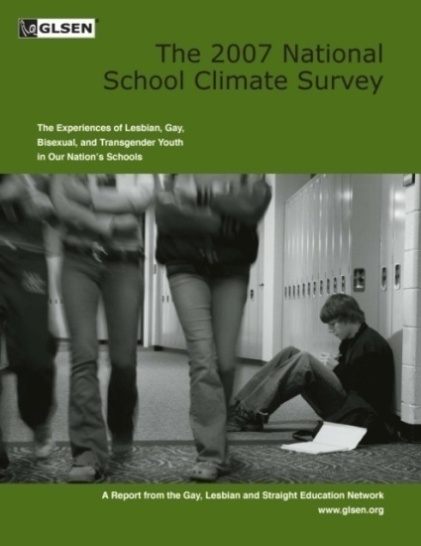 GLSEN
The 2007 National
School Climate Survey
The Experiences of Lesbian, Gay,
Bisexual, and Transgender Youth
in Our Nation's Schools
A Report from the Gay, Lesbian and Straight Education Network
www.glsen.org